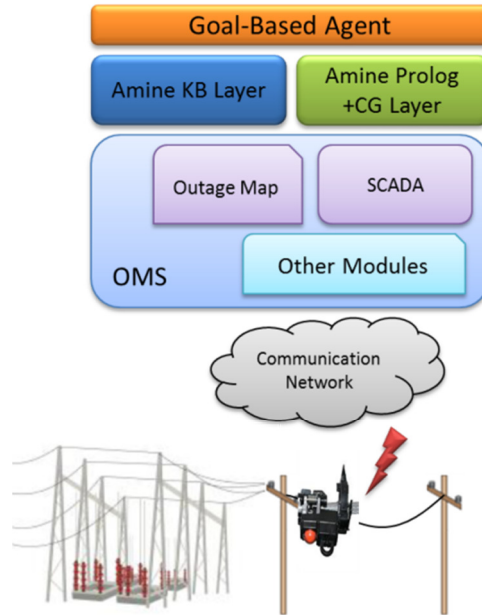 Goal-Based Agent
Amine KB Layer
Amine Prolog
+CG Layer
Outage Map
SCADA
Other Modules
OMS
Communication
Network